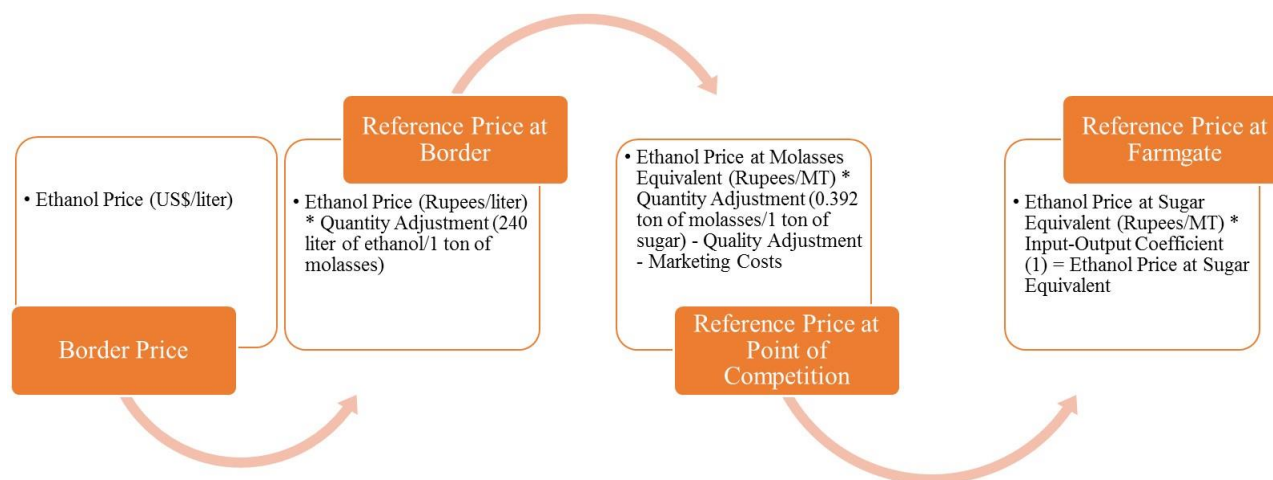 • Ethanol Price (US$/liter)
Border Price
Reference Price at
Border
• Ethanol Price (Rupees/liter)
* Quantity Adjustment (240
liter of ethanol/1 ton of
molasses)
• Ethanol Price at Molasses
Equivalent (Rupees/MT) *
Quantity Adjustment (0.392
ton of molasses/1 ton of
sugar) - Quality Adjustment
- Marketing Costs
Reference Price at
Point of
Competition
Reference Price at
Farmgate
• Ethanol Price at Sugar
Equivalent (Rupees/MT) *
Input-Output Coefficient
(1) = Ethanol Price at Sugar
Equivalent